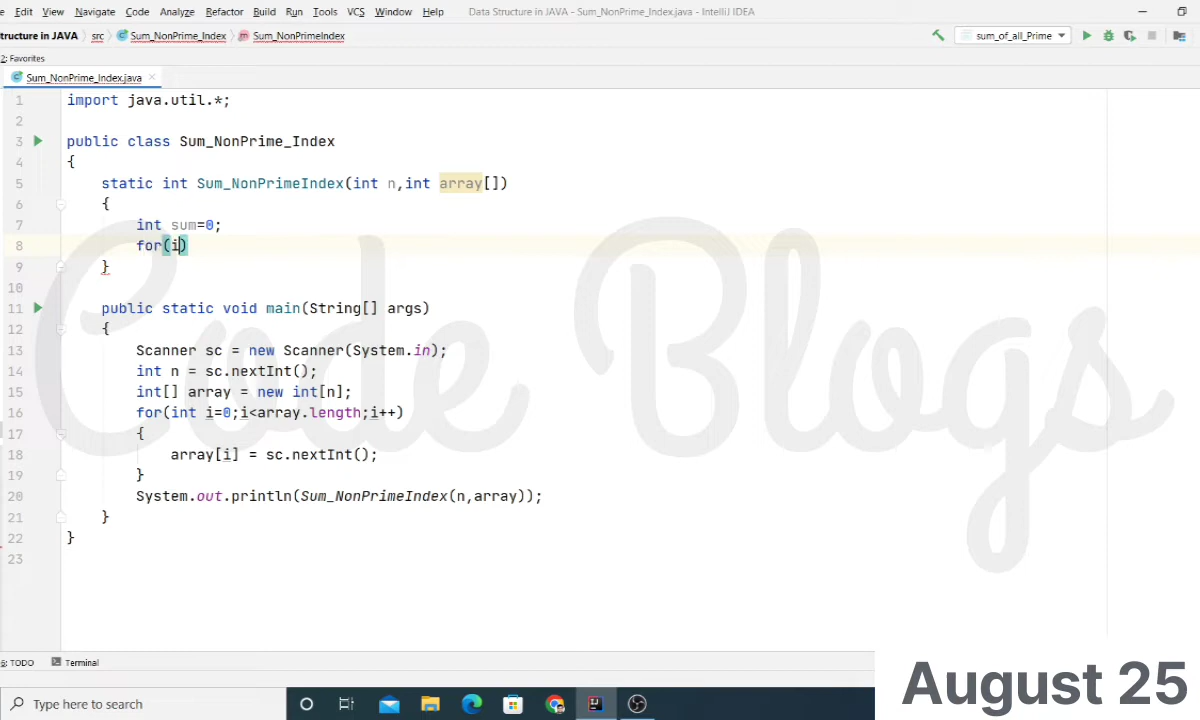 e Edit View Navigate Code Analyze Refactor Build Run Tools VCS Window Help Data Structure in JAVA - Sum_NonPrime_Index.java - IntelliJ IDEA
tructure in JAVA src Sum_NonPrime_Index Sum_NonPrimeIndex sum_of_all_Prime
2: Favorites
Sum_NonPrime_Index.java
1 import java.util.*;
2
3 public class Sum_NonPrime_Index
4 {
5 static int Sum_NonPrimeIndex(int n,int array[])
6 {
7 int sum=0;
8 for(i)
9 }
10
11 public static void main(String[] args)
12 {
13 Scanner sc = new Scanner(System.in);
14 int n = sc.nextInt();
15 int[] array = new int[n];
16 for(int i=0;i<array.length;i++)
17 {
18 array[i] = sc.nextInt();
19 }
20 System.out.println(Sum_NonPrimeIndex(n,array));
21 }
22 }
23
Code Blogs
6: TODO Terminal
Type here to search
August 25